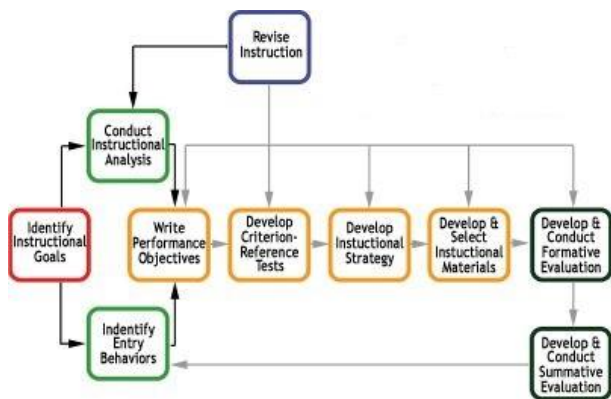 Revise
Instruction
Conduct
Instructional
Analysis
Identify
Instructional
Goals
Write
Performance
Objectives
Develop
Criterion-
Reference
Tests
Develop
Instuctional
Strategy
Develop &
Select
Instuctional
Materials
Develop &
Conduct
Formative
Evaluation
Indentify
Entry
Behaviors
Develop &
Conduct
Summative
Evaluation